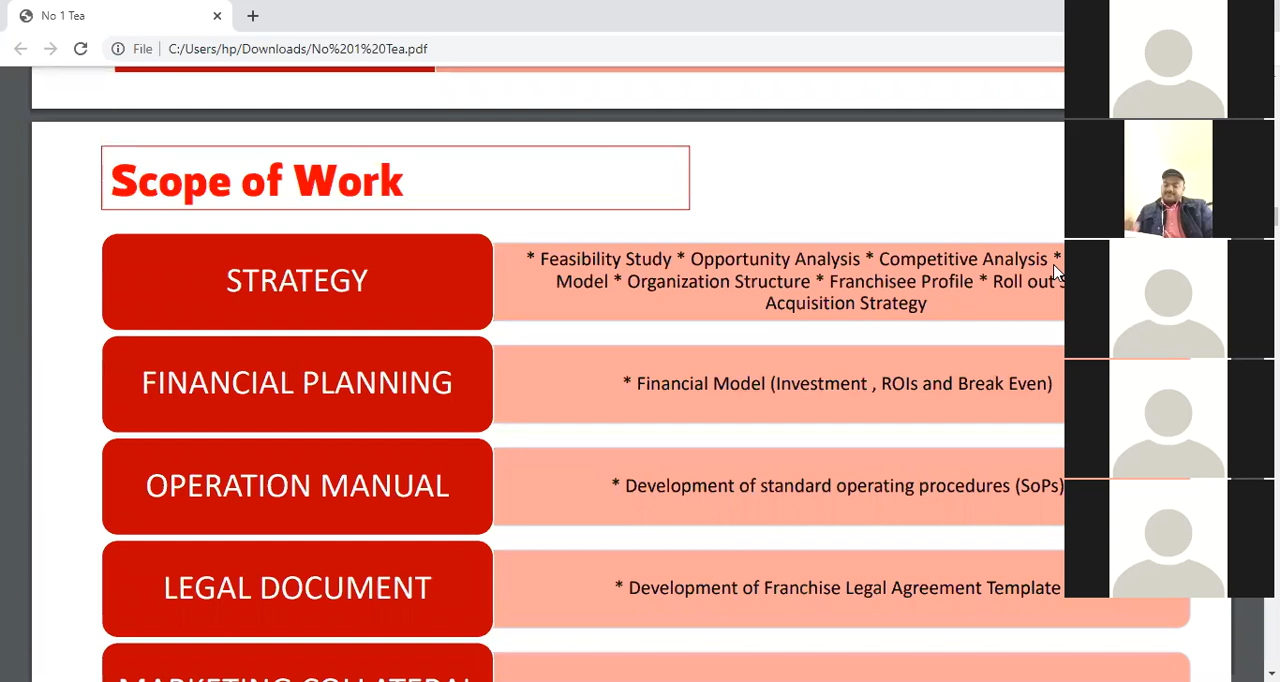 No 1 Tea
File
C:/Users/hp/Downloads/No%201%20Tea.pdf
Scope of Work
STRATEGY
* Feasibility Study * Opportunity Analysis * Competitive Analysis *
Model * Organization Structure * Franchisee Profile * Roll out
Acquisition Strategy
FINANCIAL PLANNING
* Financial Model (Investment , ROIs and Break Even)
OPERATION MANUAL
* Development of standard operating procedures (SoPs)
LEGAL DOCUMENT
* Development of Franchise Legal Agreement Template
MARKETING COLLATERAL